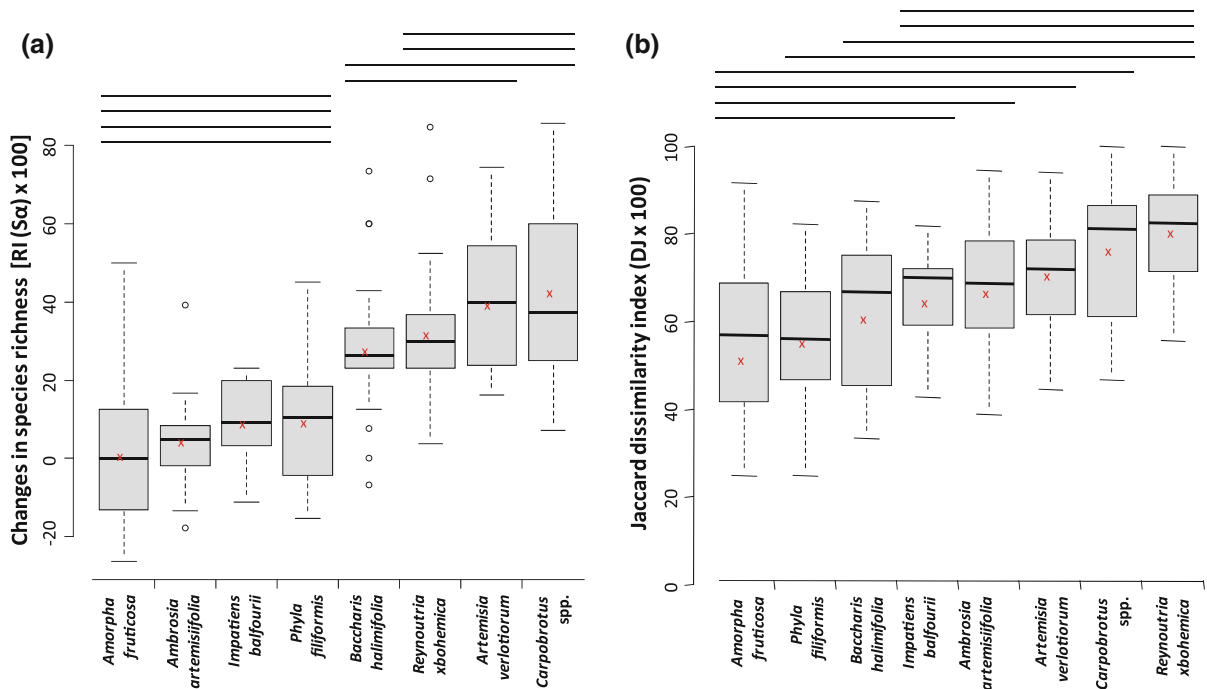 (a)
Changes in species richness [RI (Sα) x 100]
80
60
40
20
0
-20
Amorpha
fruticosa
Ambrosia
artemisiifolia
Impatiens
balfourii
Phyla
filiformis
Baccharis
halimifolia
Reynoutria
xbohemica
Artemisia
verlotiorum
Carpobrotus
spp.
(b)
Jaccard dissimilarity index (DJ x 100)
100
80
60
40
20
0
Amorpha
fruticosa
Phyla
filiformis
Baccharis
halimifolia
Impatiens
balfourii
Ambrosia
artemisiifolia
Artemisia
verlotiorum
Carpobrotus
spp.
Reynoutria
xbohemica